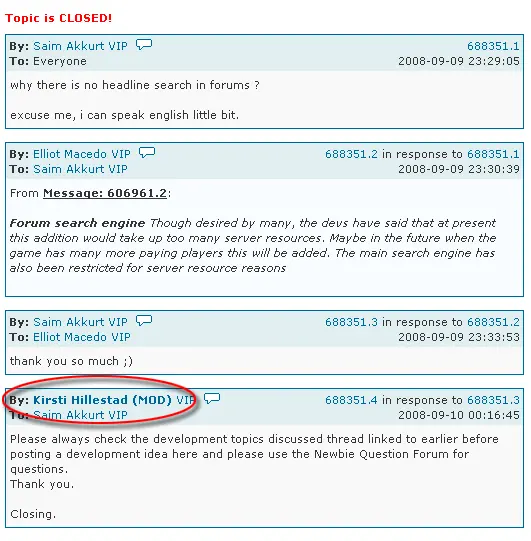 Topic is CLOSED!
By: Saim Akkurt VIP 688351.1
To: Everyone 2008-09-09 23:29:05
why there is no headline search in forums ?
excuse me, i can speak english little bit.
By: Elliot Macedo VIP 688351.2 in response to 688351.1
To: Saim Akkurt VIP 2008-09-09 23:30:39
From Message: 606961.2:
Forum search engine Though desired by many, the devs have said that at present
this addition would take up too many server resources. Maybe in the future when the
game has many more paying players this will be added. The main search engine has
also been restricted for server resource reasons
By: Saim Akkurt VIP 688351.3 in response to 688351.2
To: Elliot Macedo VIP 2008-09-09 23:33:53
thank you so much ;)
By: Kirsti Hillestad (MOD) VIP 688351.4 in response to 688351.3
To: Saim Akkurt VIP 2008-09-10 00:16:45
Please always check the development topics discussed thread linked to earlier before
posting a development idea here and please use the Newbie Question Forum for
questions.
Thank you.
Closing.